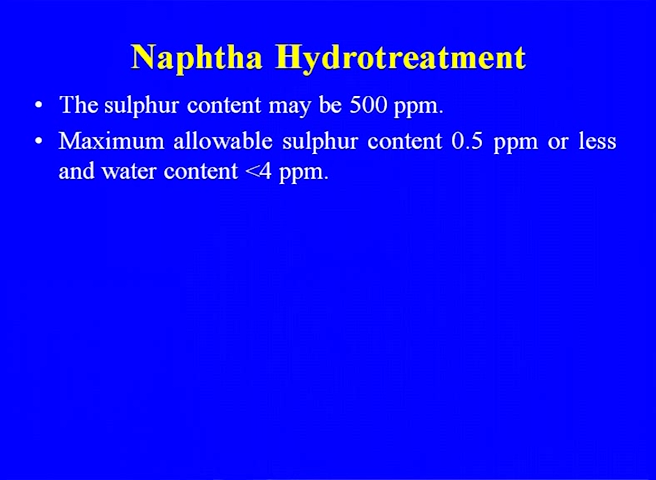 Naphtha Hydrotreatment
• The sulphur content may be 500 ppm.
• Maximum allowable sulphur content 0.5 ppm or less
and water content <4 ppm.